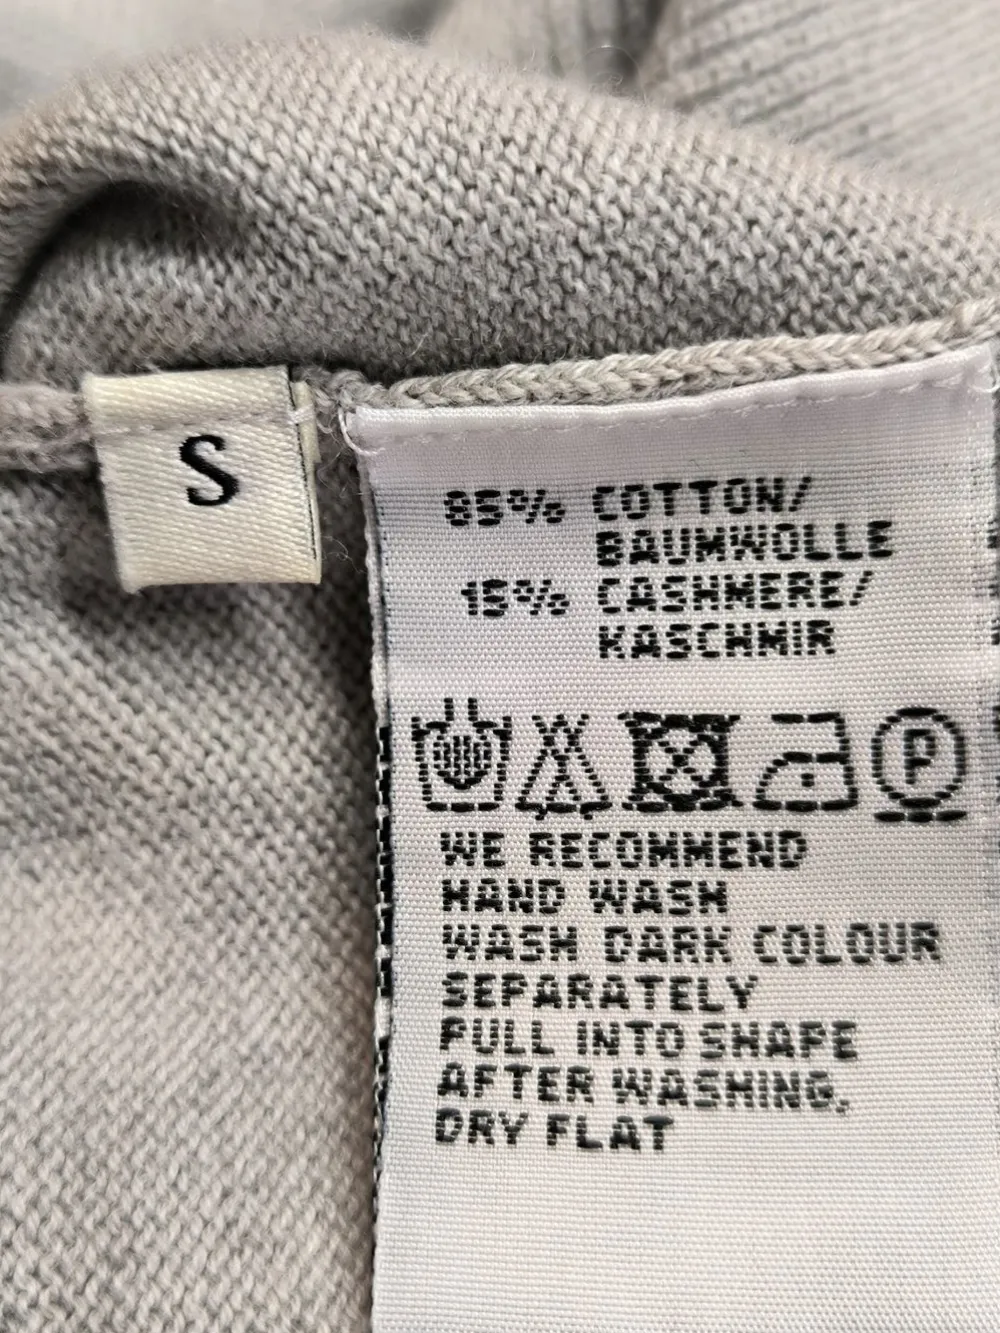 S
85% COTTON/
BAUMWOLLE
15% CASHMERE/
KASCHMIR
P
WE RECOMMEND
HAND WASH
WASH DARK COLOUR
SEPARATELY
PULL INTO SHAPE
AFTER WASHING,
DRY FLAT